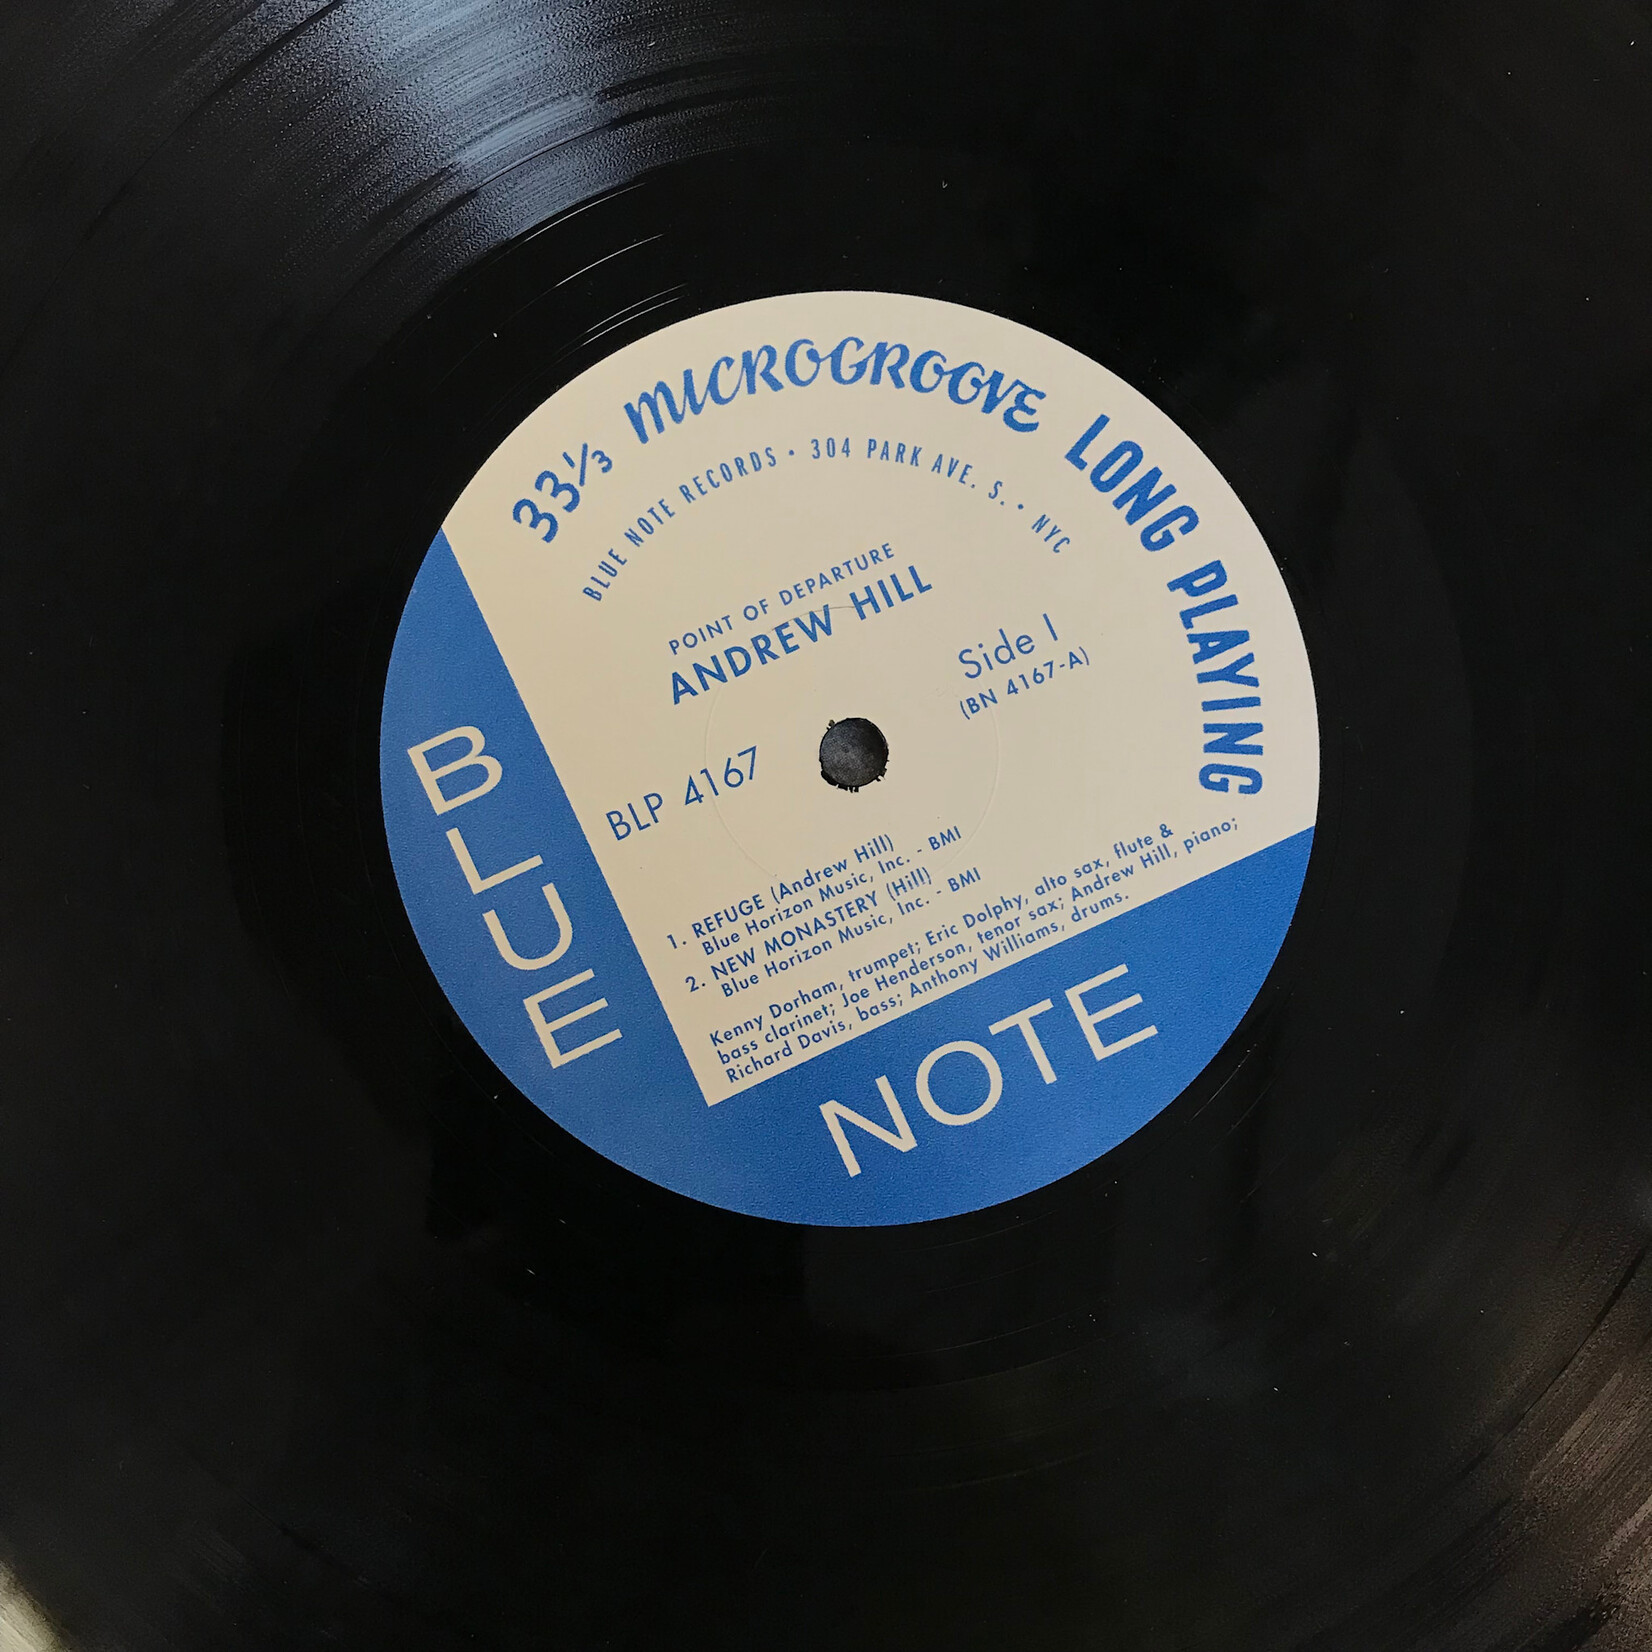 33⅓ MICROGROOVE LONG PLAYING
BLUE NOTE RECORDS • 304 PARK AVE. S. • NYC
POINT OF DEPARTURE
ANDREW HILL
Side 1
(BN 4167-A)
BLP 4167
1. REFUGE (Andrew Hill)
Blue Horizon Music, Inc. - BMI
2. NEW MONASTERY (Hill)
Blue Horizon Music, Inc. - BMI
Kenny Dorham, trumpet; Eric Dolphy, alto sax, flute &
bass clarinet; Joe Henderson, tenor sax; Andrew Hill, piano;
Richard Davis, bass; Anthony Williams, drums.
BLUE
NOTE